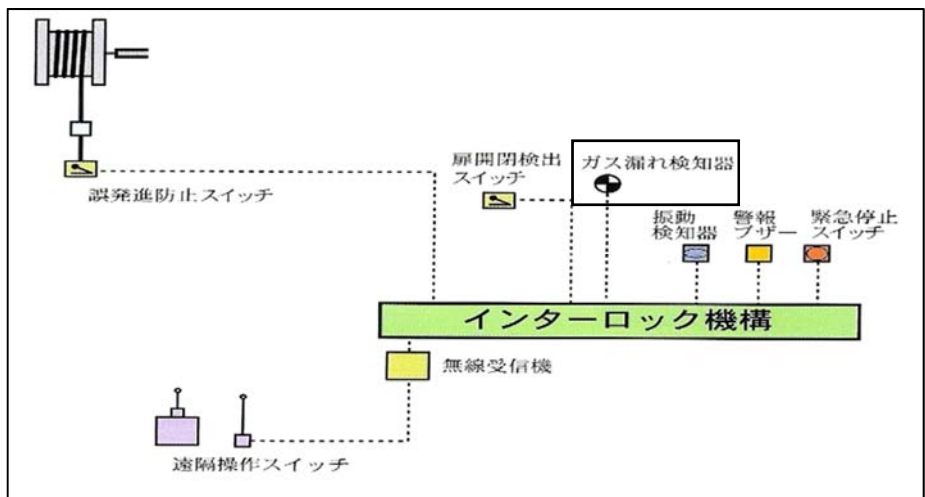 誤発進防止スイッチ
扉開閉検出
スイッチ
ガス漏れ検知器
振動
検知器
警報
ブザー
緊急停止
スイッチ
インターロック機構
無線受信機
遠隔操作スイッチ